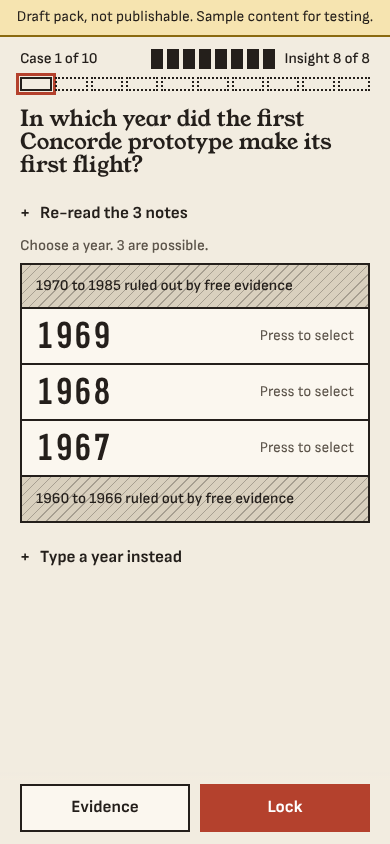 Draft pack, not publishable. Sample content for testing.
Case 1 of 10
Insight 8 of 8
In which year did the first
Concorde prototype make its
first flight?
+ Re-read the 3 notes
Choose a year. 3 are possible.
1970 to 1985 ruled out by free evidence
1969 Press to select
1968 Press to select
1967 Press to select
1960 to 1966 ruled out by free evidence
+ Type a year instead
Evidence
Lock